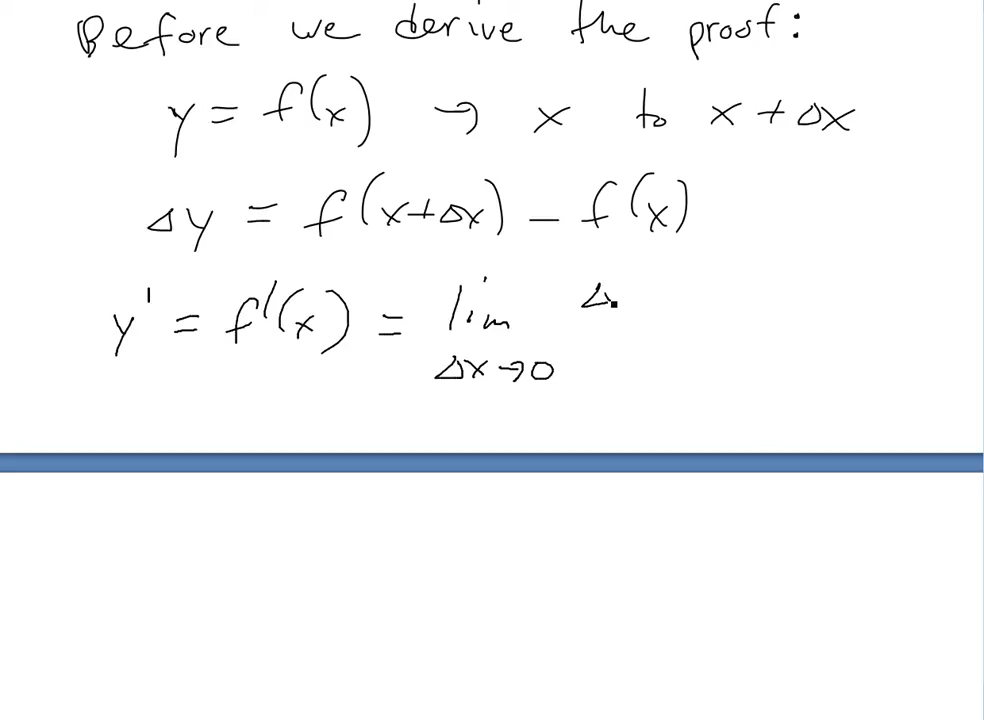 Before we derive the proof:
y = f(x) → x to x + Δx
Δy = f(x+Δx) - f(x)
y' = f'(x) = lim Δ
Δx→0